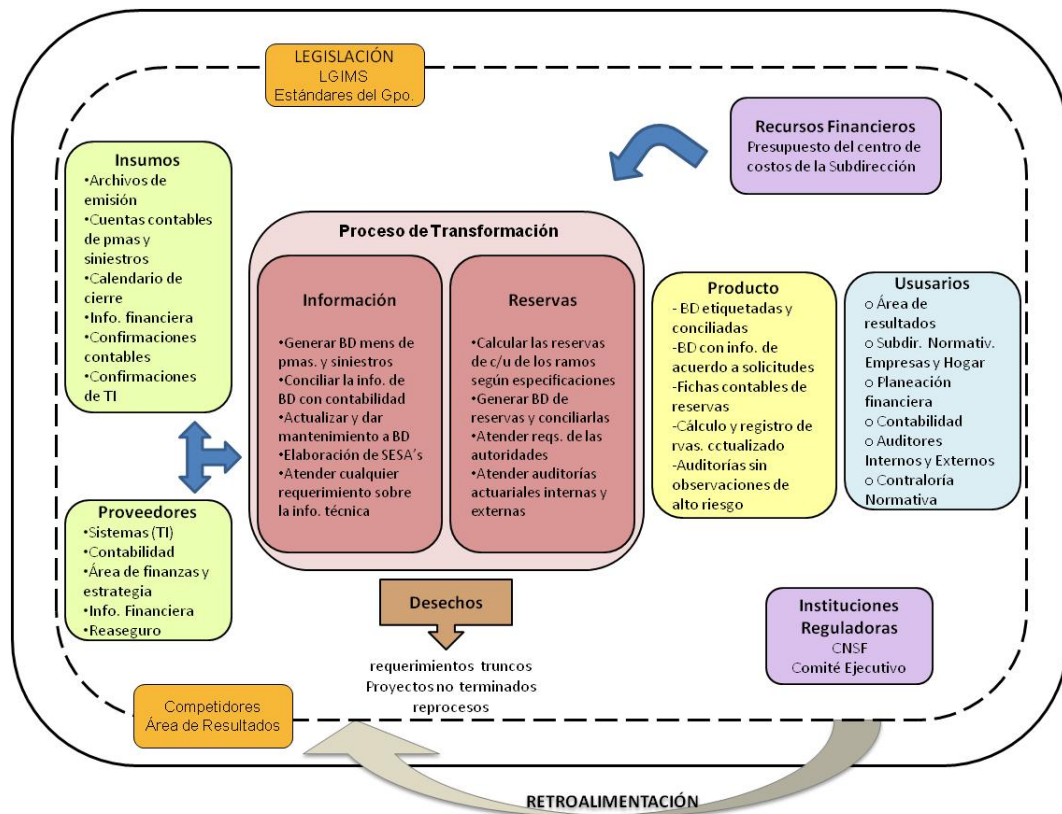 LEGISLACIÓN
LGIMS
Estándares del Gpo.
Recursos Financieros
Presupuesto del centro de
costos de la Subdirección
Insumos
•Archivos de
emisión
•Cuentas contables
de pmas y
siniestros
•Calendario de
cierre
•Info. financiera
•Confirmaciones
contables
•Confirmaciones
de TI
Proveedores
•Sistemas (TI)
•Contabilidad
•Área de finanzas y
estrategia
•Info. Financiera
•Reaseguro
Proceso de Transformación
Información
•Generar BD mens de
pmas. y siniestros
•Conciliar la info. de
BD con contabilidad
•Actualizar y dar
mantenimiento a BD
•Elaboración de SESA´s
•Atender cualquier
requerimiento sobre
la info. técnica
Reservas
•Calcular las reservas
de c/u de los ramos
según especificaciones
•Generar BD de
reservas y conciliarlas
•Atender reqs. de las
autoridades
•Atender auditorías
actuariales internas y
externas
Producto
- BD etiquetadas y
conciliadas
-BD con info. de
acuerdo a solicitudes
-Fichas contables de
reservas
-Cálculo y registro de
rvas. cctualizado
-Auditorías sin
observaciones de
alto riesgo
Ususarios
o Área de
resultados
o Subdir. Normativ.
Empresas y Hogar
o Planeación
financiera
o Contabilidad
o Auditores
Internos y Externos
o Contraloría
Normativa
Desechos
requerimientos truncos
Proyectos no terminados
reprocesos
Instituciones
Reguladoras
CNSF
Comité Ejecutivo
Competidores
Área de Resultados
RETROALIMENTACIÓN